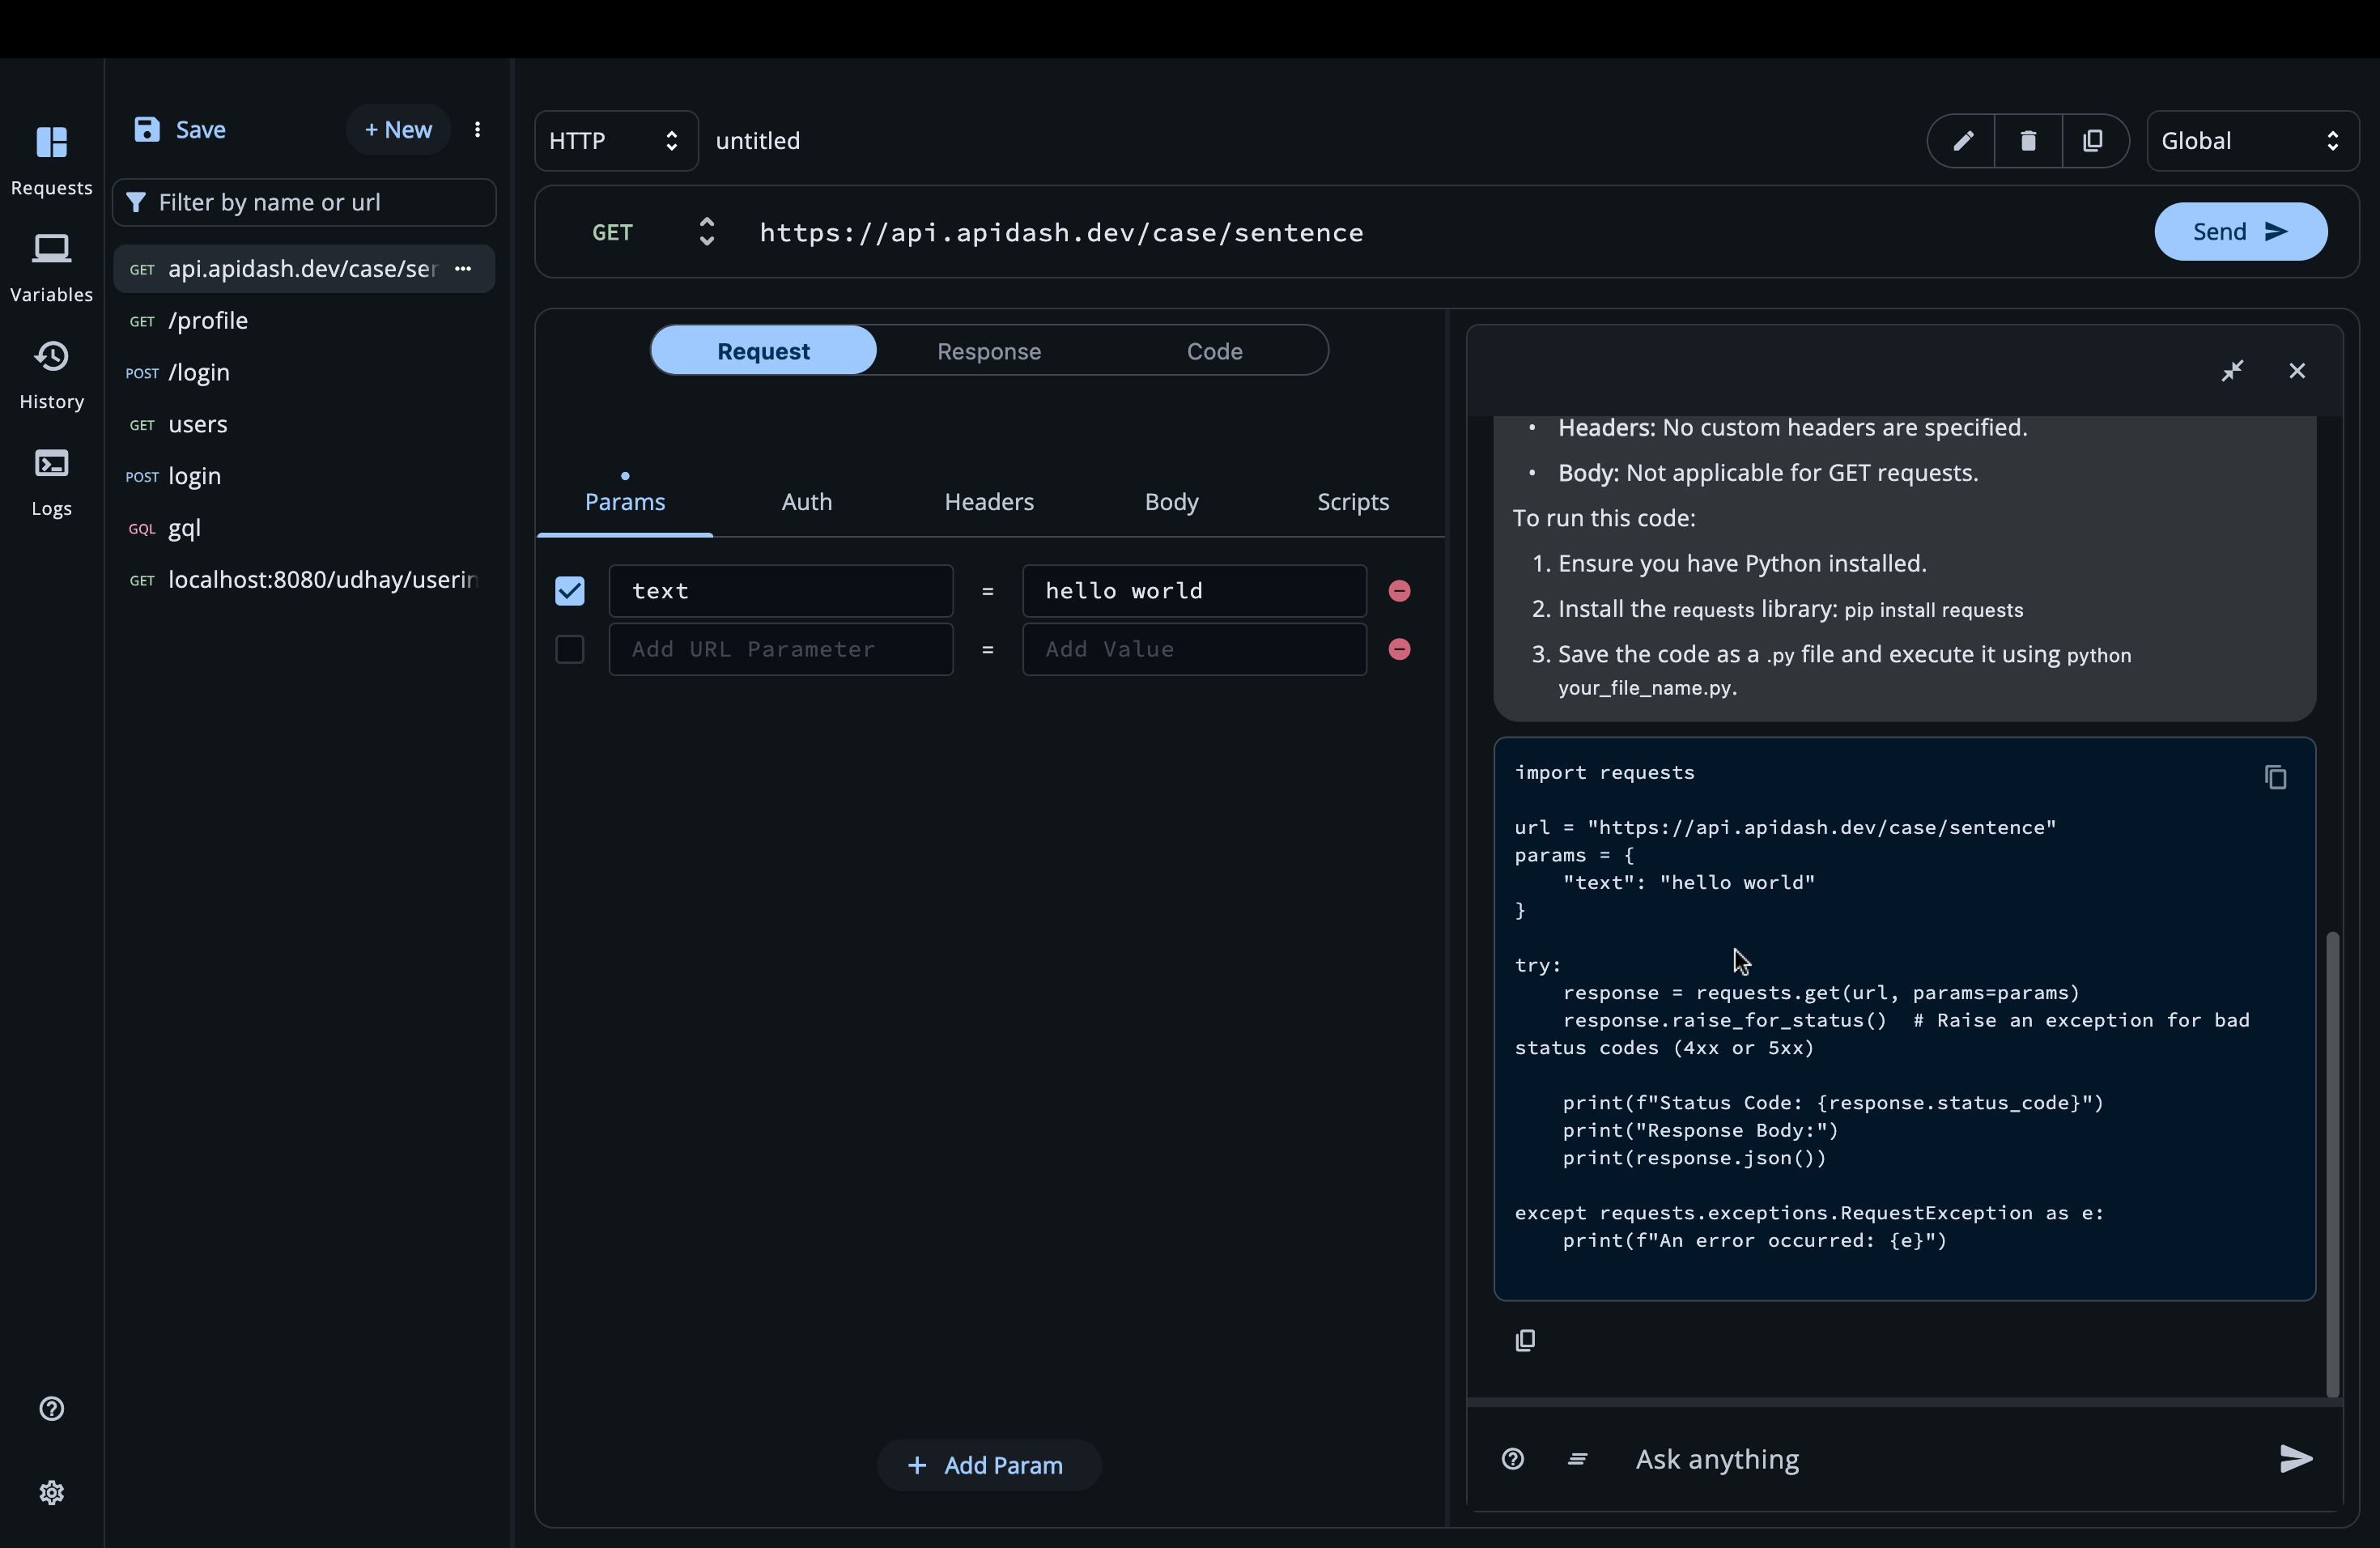 Requests
Variables
History
Logs
Save
+ New
Filter by name or url
GET api.apidash.dev/case/ser
GET /profile
POST /login
GET users
POST login
GQL gql
GET localhost:8080/udhay/userin
HTTP
untitled
Global
GET
https://api.apidash.dev/case/sentence
Send
Request
Response
Code
Params
Auth
Headers
Body
Scripts
text = hello world
Add URL Parameter = Add Value
+ Add Param
• Headers: No custom headers are specified.
• Body: Not applicable for GET requests.
To run this code:
1. Ensure you have Python installed.
2. Install the requests library: pip install requests
3. Save the code as a .py file and execute it using python
your_file_name.py.
import requests
url = "https://api.apidash.dev/case/sentence"
params = {
    "text": "hello world"
}
try:
    response = requests.get(url, params=params)
    response.raise_for_status()  # Raise an exception for bad
status codes (4xx or 5xx)
    print(f"Status Code: {response.status_code}")
    print("Response Body:")
    print(response.json())
except requests.exceptions.RequestException as e:
    print(f"An error occurred: {e}")
Ask anything